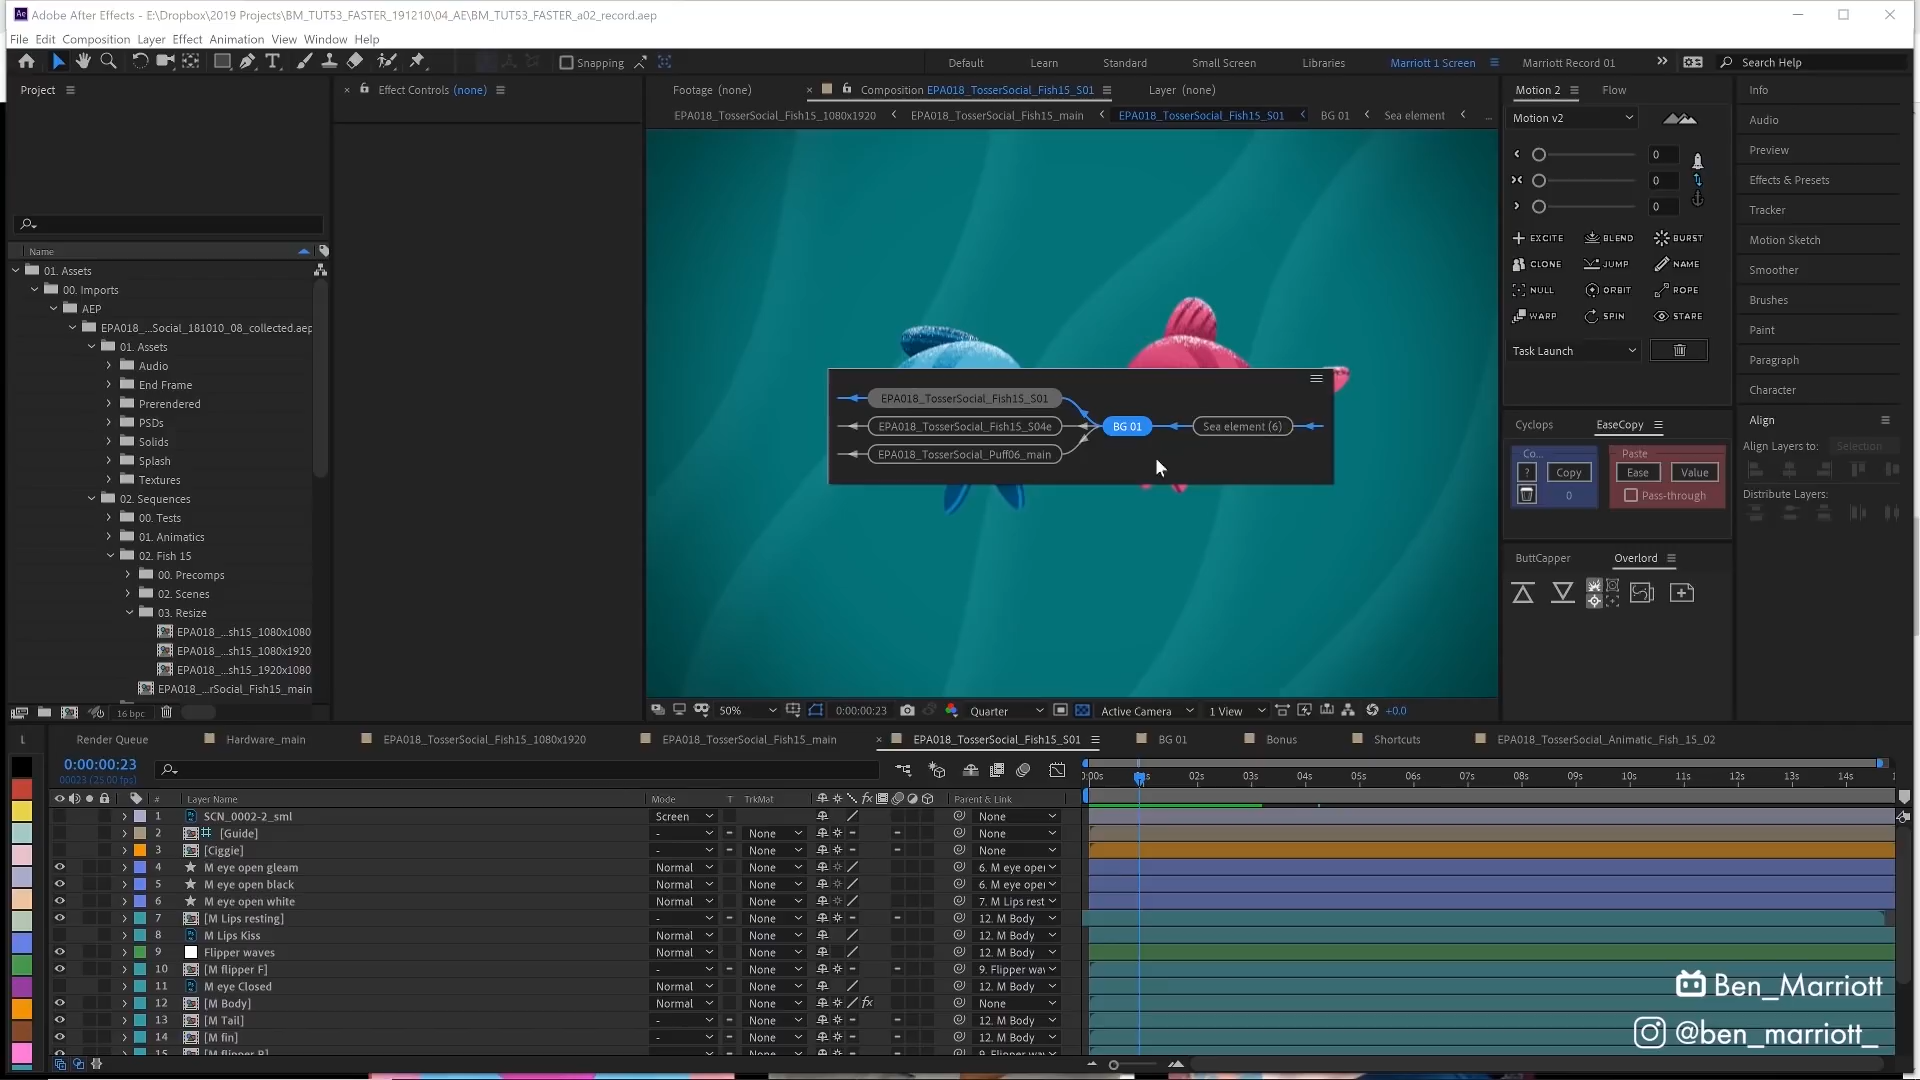 Adobe After Effects - E:\Dropbox\2019 Projects\BM_TUT53_FASTER_191210\04_AE\BM_TUT53_FASTER_a02_record.aep
File Edit Composition Layer Effect Animation View Window Help
Snapping
Default Learn Standard Small Screen Libraries Marriott 1 Screen Marriott Record 01 Search Help
Project
Effect Controls (none)
Footage (none)
Composition EPA018_TosserSocial_Fish15_S01
Layer (none)
EPA018_TosserSocial_Fish15_1080x1920 EPA018_TosserSocial_Fish15_main EPA018_TosserSocial_Fish15_S01 BG 01 Sea element ...
Name
01. Assets
00. Imports
AEP
EPA018_...Social_181010_08_collected.aep
01. Assets
Audio
End Frame
Prerendered
PSDs
Solids
Splash
Textures
02. Sequences
00. Tests
01. Animatics
02. Fish 15
00. Precomps
02. Scenes
03. Resize
EPA018_...sh15_1080x1080
EPA018_...sh15_1080x1920
EPA018_...sh15_1920x1080
EPA018_...rSocial_Fish15_main
16 bpc
EPA018_TosserSocial_Fish15_S01
EPA018_TosserSocial_Fish15_S04e
EPA018_TosserSocial_Puff06_main
BG 01
Sea element (6)
50% 0:00:00:23 Quarter Active Camera 1 View +0.0
Motion 2 Flow
Motion v2
0
0
0
EXCITE BLEND BURST
CLONE JUMP NAME
NULL ORBIT ROPE
WARP SPIN STARE
Task Launch
Cyclops EaseCopy
Co... Paste
? Copy Ease Value
0 Pass-through
ButtCapper Overlord
Info
Audio
Preview
Effects & Presets
Tracker
Motion Sketch
Smoother
Brushes
Paint
Paragraph
Character
Align
Align Layers to: Selection
Distribute Layers:
L
Render Queue Hardware_main EPA018_TosserSocial_Fish15_1080x1920 EPA018_TosserSocial_Fish15_main EPA018_TosserSocial_Fish15_S01 BG 01 Bonus Shortcuts EPA018_TosserSocial_Animatic_Fish_15_02
0:00:00:23
00023 (25.00 fps)
:00s 02s 03s 04s 05s 06s 07s 08s 09s 10s 11s 12s 13s 14s 1
# Layer Name Mode T TrkMat fx Parent & Link
1 SCN_0002-2_sml Screen None
2 [Guide] - None None
3 [Ciggie] - None None
4 M eye open gleam Normal None 6. M eye oper
5 M eye open black Normal None 6. M eye oper
6 M eye open white Normal None 7. M Lips rest
7 [M Lips resting] - None 12. M Body
8 M Lips Kiss Normal None 12. M Body
9 Flipper waves Normal None 12. M Body
10 [M flipper F] - None 9. Flipper wav
11 M eye Closed Normal None 12. M Body
12 [M Body] Normal None fx None
13 [M Tail] - None 12. M Body
14 [M fin] - None 12. M Body
Ben_Marriott
@ben_marriott_